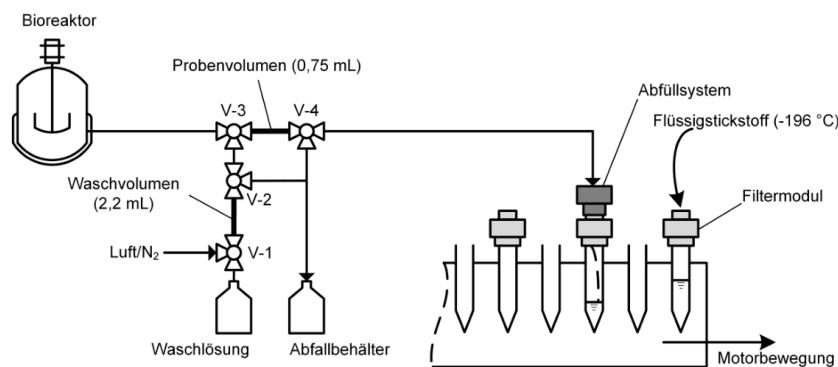 Bioreaktor
Probenvolumen (0,75 mL)
V-3
V-4
Abfüllsystem
Flüssigstickstoff (-196 °C)
Waschvolumen
(2,2 mL)
V-2
Filtermodul
Luft/N₂
V-1
Waschlösung
Abfallbehälter
Motorbewegung